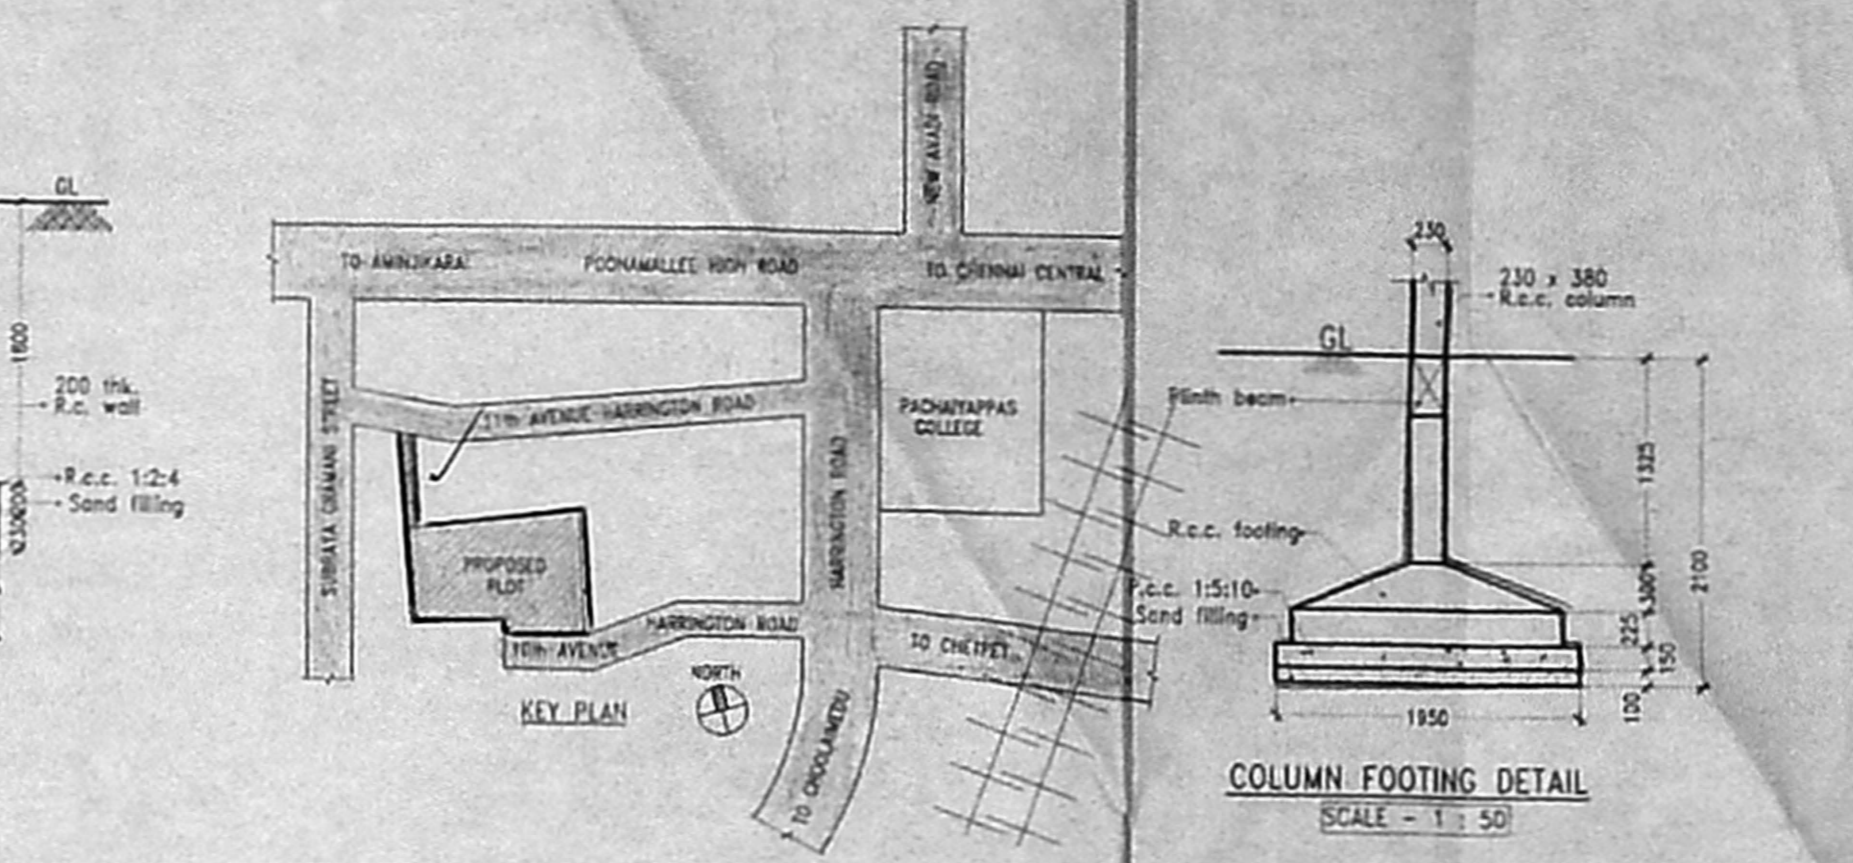 GL
1800
200 thk.
R.c. wall
R.c.c. 1:2:4
Sand filling
NEW AVADI ROAD
TO AMINJIKARAI
POONAMALLEE HIGH ROAD
TO CHENNAI CENTRAL
SUBBAYA GRAMANI STREET
11th AVENUE HARRINGTON ROAD
HARRINGTON ROAD
PACHAIYAPPAS
COLLEGE
PROPOSED
PLOT
HARRINGTON ROAD
10th AVENUE
TO CHETPET
TO CHOOLAIMEDU
NORTH
KEY PLAN
230
230 x 380
R.c.c. column
GL
Plinth beam
R.c.c. footing
P.c.c. 1:5:10
Sand filling
1325
300
225
150
100
2100
1950
COLUMN FOOTING DETAIL
SCALE - 1 : 50